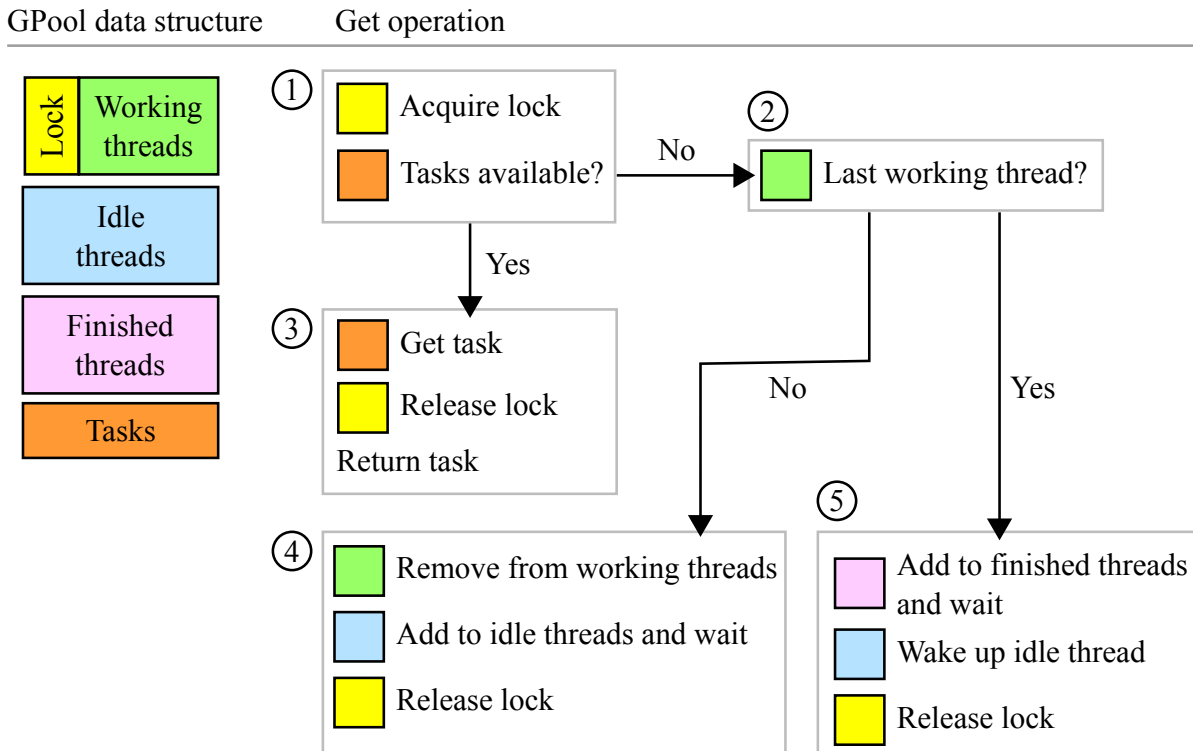 GPool data structure
Get operation
Lock
Working
threads
Idle
threads
Finished
threads
Tasks
1
Acquire lock
Tasks available?
No
2
Last working thread?
Yes
3
Get task
Release lock
Return task
No
Yes
4
Remove from working threads
Add to idle threads and wait
Release lock
5
Add to finished threads
and wait
Wake up idle thread
Release lock